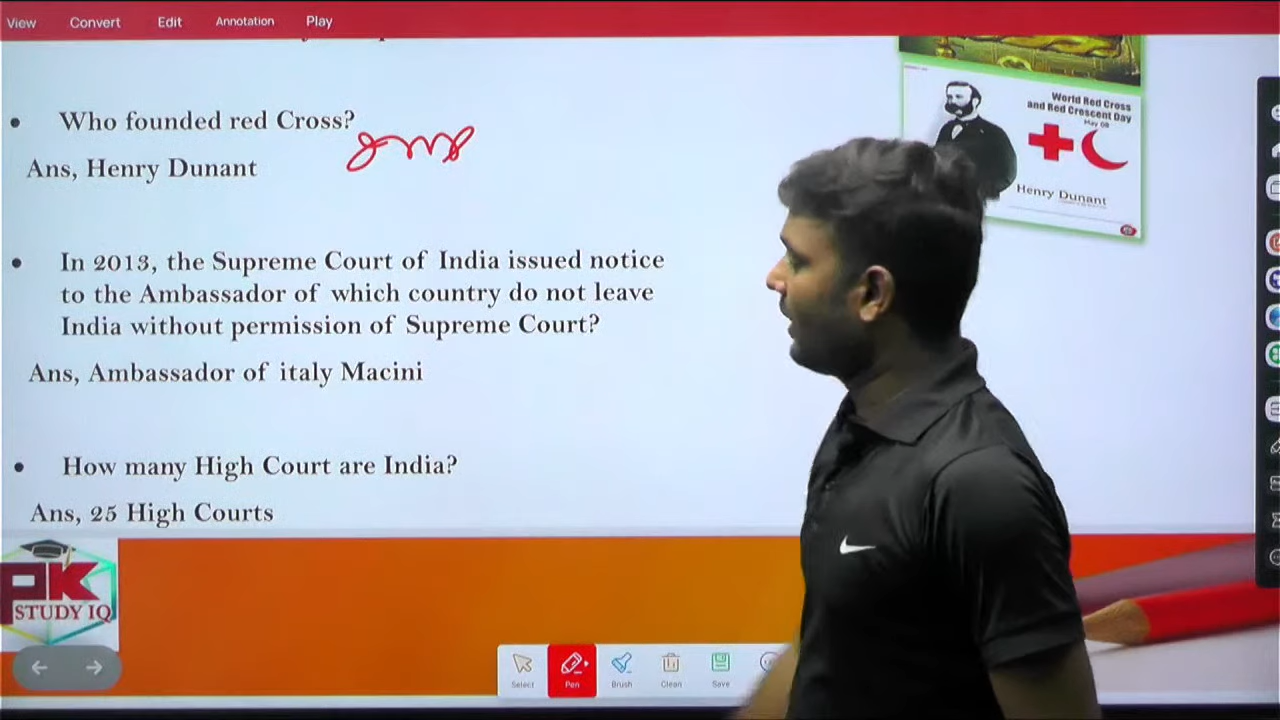 View Convert Edit Annotation Play
World Red Cross
and Red Crescent Day
May 08
Henry Dunant
• Who founded red Cross?
Ans, Henry Dunant
• In 2013, the Supreme Court of India issued notice
to the Ambassador of which country do not leave
India without permission of Supreme Court?
Ans, Ambassador of italy Macini
• How many High Court are India?
Ans, 25 High Courts
PK
STUDY IQ
Select Pen Brush Clean Save